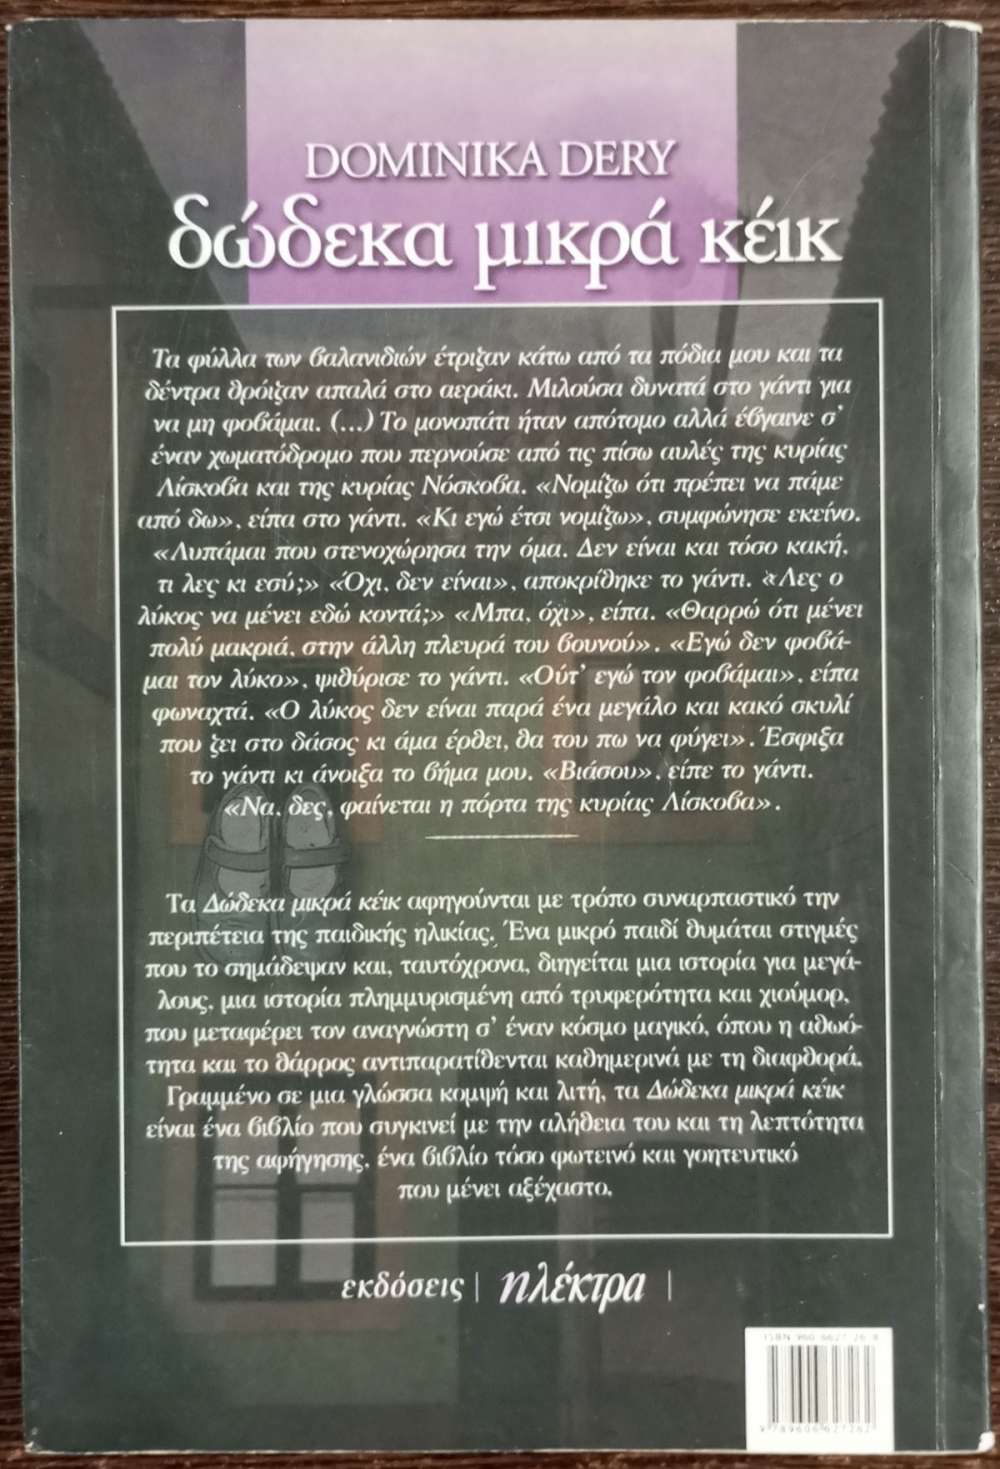 DOMINIKA DERY
δώδεκα μικρά κέικ
Τα φύλλα των βαλανιδιών έτριζαν κάτω από τα πόδια μου και τα
δέντρα θρόιζαν απαλά στο αεράκι. Μιλούσα δυνατά στο γάντι για
να μη φοβάμαι. (...) Το μονοπάτι ήταν απότομο αλλά έβγαινε σ’
έναν χωματόδρομο που περνούσε από τις πίσω αυλές της κυρίας
Λίσκοβα και της κυρίας Νόσκοβα. «Νομίζω ότι πρέπει να πάμε
από δω», είπα στο γάντι. «Κι εγώ έτσι νομίζω», συμφώνησε εκείνο.
«Λυπάμαι που στενοχώρησα την όμα. Δεν είναι και τόσο κακή,
τι λες κι εσύ;» «Όχι, δεν είναι», αποκρίθηκε το γάντι. «Λες ο
λύκος να μένει εδώ κοντά;» «Μπα, όχι», είπα. «Θαρρώ ότι μένει
πολύ μακριά, στην άλλη πλευρά του βουνού». «Εγώ δεν φοβά-
μαι τον λύκο», ψιθύρισε το γάντι. «Ούτ’ εγώ τον φοβάμαι», είπα
φωναχτά. «Ο λύκος δεν είναι παρά ένα μεγάλο και κακό σκυλί
που ζει στο δάσος κι άμα έρθει, θα του πω να φύγει». Έσφιξα
το γάντι κι άνοιξα το βήμα μου. «Βιάσου», είπε το γάντι.
«Να, δες, φαίνεται η πόρτα της κυρίας Λίσκοβα».
Τα Δώδεκα μικρά κέικ αφηγούνται με τρόπο συναρπαστικό την
περιπέτεια της παιδικής ηλικίας. Ένα μικρό παιδί θυμάται στιγμές
που το σημάδεψαν και, ταυτόχρονα, διηγείται μια ιστορία για μεγά-
λους, μια ιστορία πλημμυρισμένη από τρυφερότητα και χιούμορ,
που μεταφέρει τον αναγνώστη σ’ έναν κόσμο μαγικό, όπου η αθωό-
τητα και το θάρρος αντιπαρατίθενται καθημερινά με τη διαφθορά.
Γραμμένο σε μια γλώσσα κομψή και λιτή, τα Δώδεκα μικρά κέικ
είναι ένα βιβλίο που συγκινεί με την αλήθεια του και τη λεπτότητα
της αφήγησης, ένα βιβλίο τόσο φωτεινό και γοητευτικό
που μένει αξέχαστο.
εκδόσεις | ηλέκτρα |
ISBN 960 6627 26 8
9 789606 627262